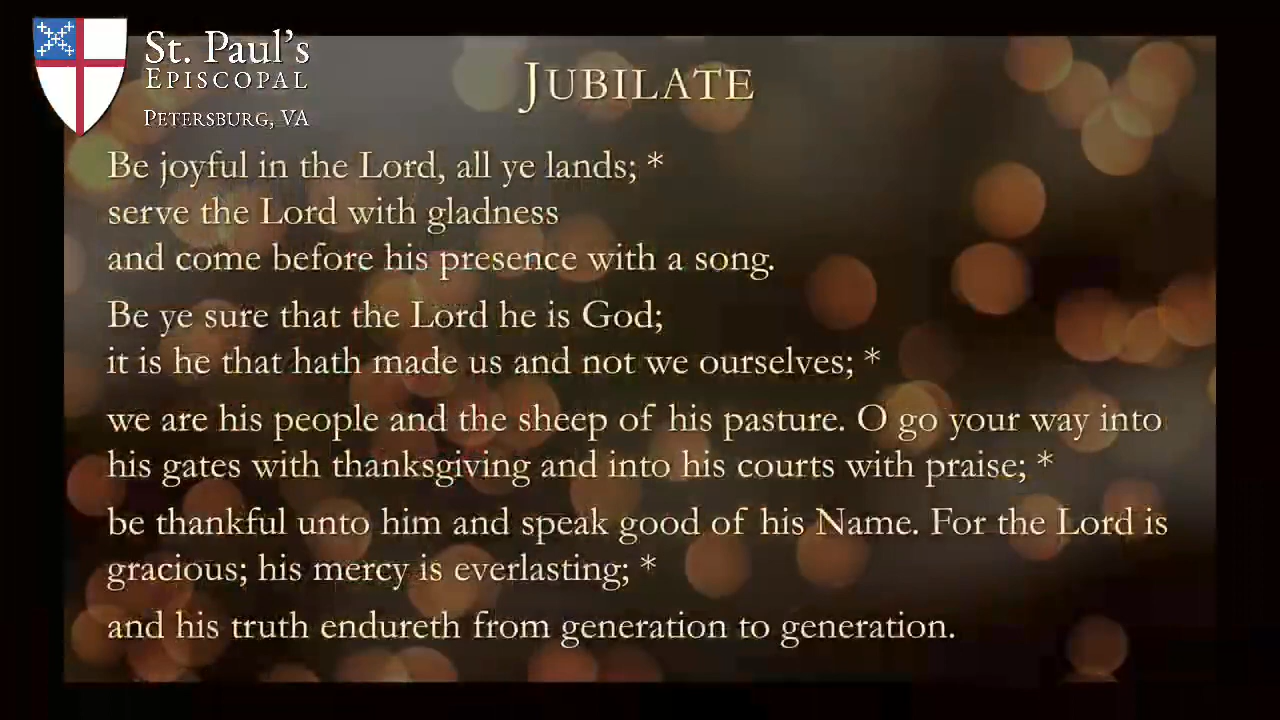 St. Paul's
Episcopal
Petersburg, VA
Jubilate
Be joyful in the Lord, all ye lands; *
serve the Lord with gladness
and come before his presence with a song.
Be ye sure that the Lord he is God;
it is he that hath made us and not we ourselves; *
we are his people and the sheep of his pasture. O go your way into
his gates with thanksgiving and into his courts with praise; *
be thankful unto him and speak good of his Name. For the Lord is
gracious; his mercy is everlasting; *
and his truth endureth from generation to generation.